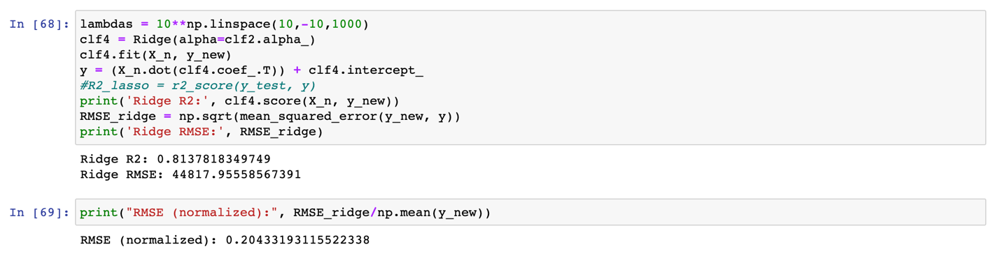 In [68]: lambdas = 10**np.linspace(10,-10,1000)
clf4 = Ridge(alpha=clf2.alpha_)
clf4.fit(X_n, y_new)
y = (X_n.dot(clf4.coef_.T)) + clf4.intercept_
#R2_lasso = r2_score(y_test, y)
print('Ridge R2:', clf4.score(X_n, y_new))
RMSE_ridge = np.sqrt(mean_squared_error(y_new, y))
print('Ridge RMSE:', RMSE_ridge)
Ridge R2: 0.8137818349749
Ridge RMSE: 44817.95558567391
In [69]: print("RMSE (normalized):", RMSE_ridge/np.mean(y_new))
RMSE (normalized): 0.20433193115522338